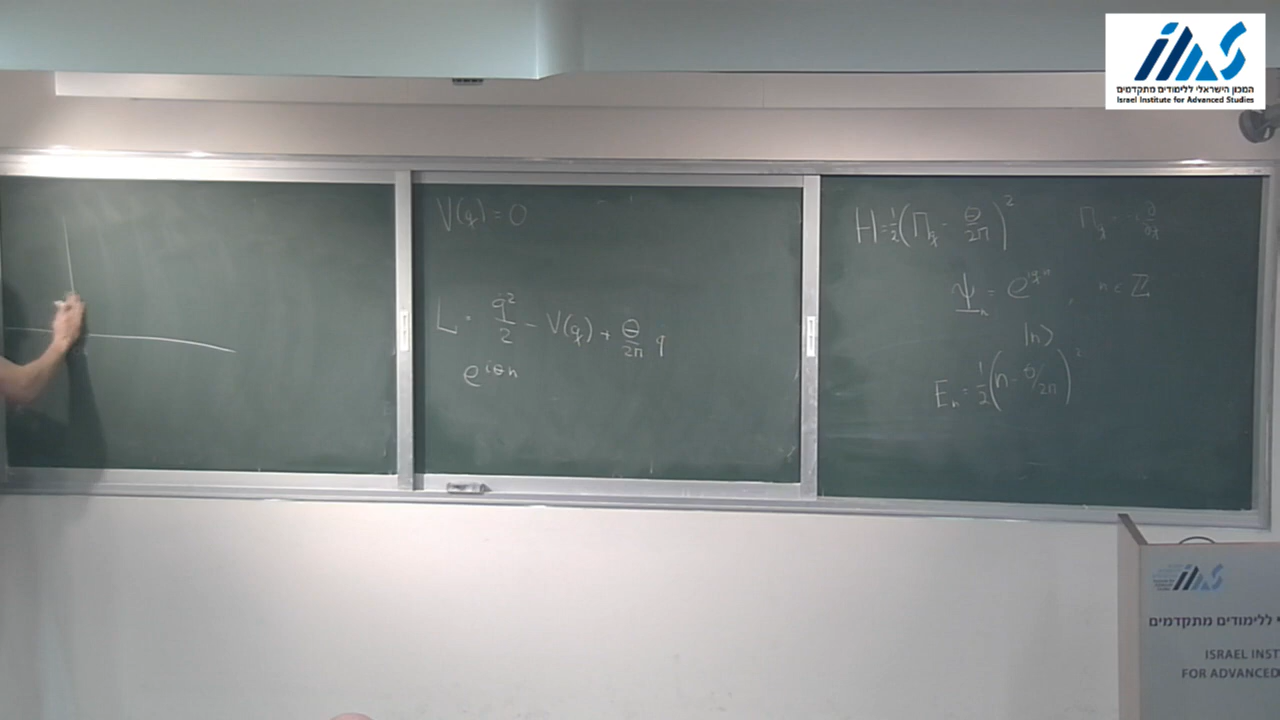 המכון הישראלי ללימודים מתקדמים
Israel Institute for Advanced Studies
V(q) = 0
L = q̇²/2 - V(q) + θ/2π q̇
e^{iθn}
H = 1/2 (Π_q - θ/2π)²
Π_q = -i ∂/∂q
Ψ_n = e^{iqn}, n ∈ ℤ
|n⟩
E_n = 1/2 (n - θ/2π)²
ללימודים מתקדמים
ISRAEL INST
FOR ADVANCED